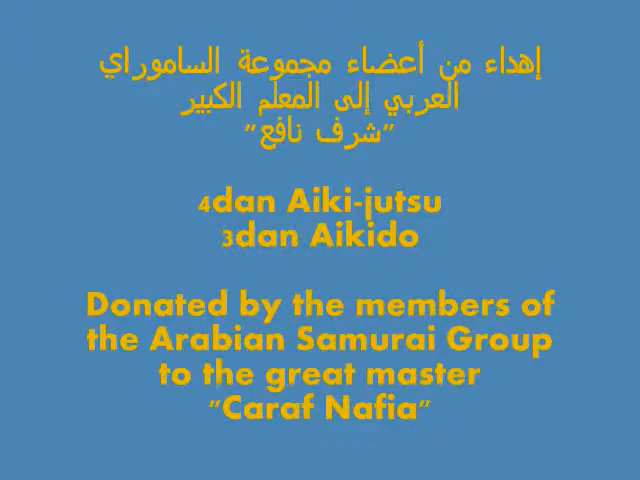 إهداء من أعضاء مجموعة الساموراي
العربي إلى المعلم الكبير
"شرف نافع"
4dan Aiki-jutsu
3dan Aikido
Donated by the members of
the Arabian Samurai Group
to the great master
"Caraf Nafia"